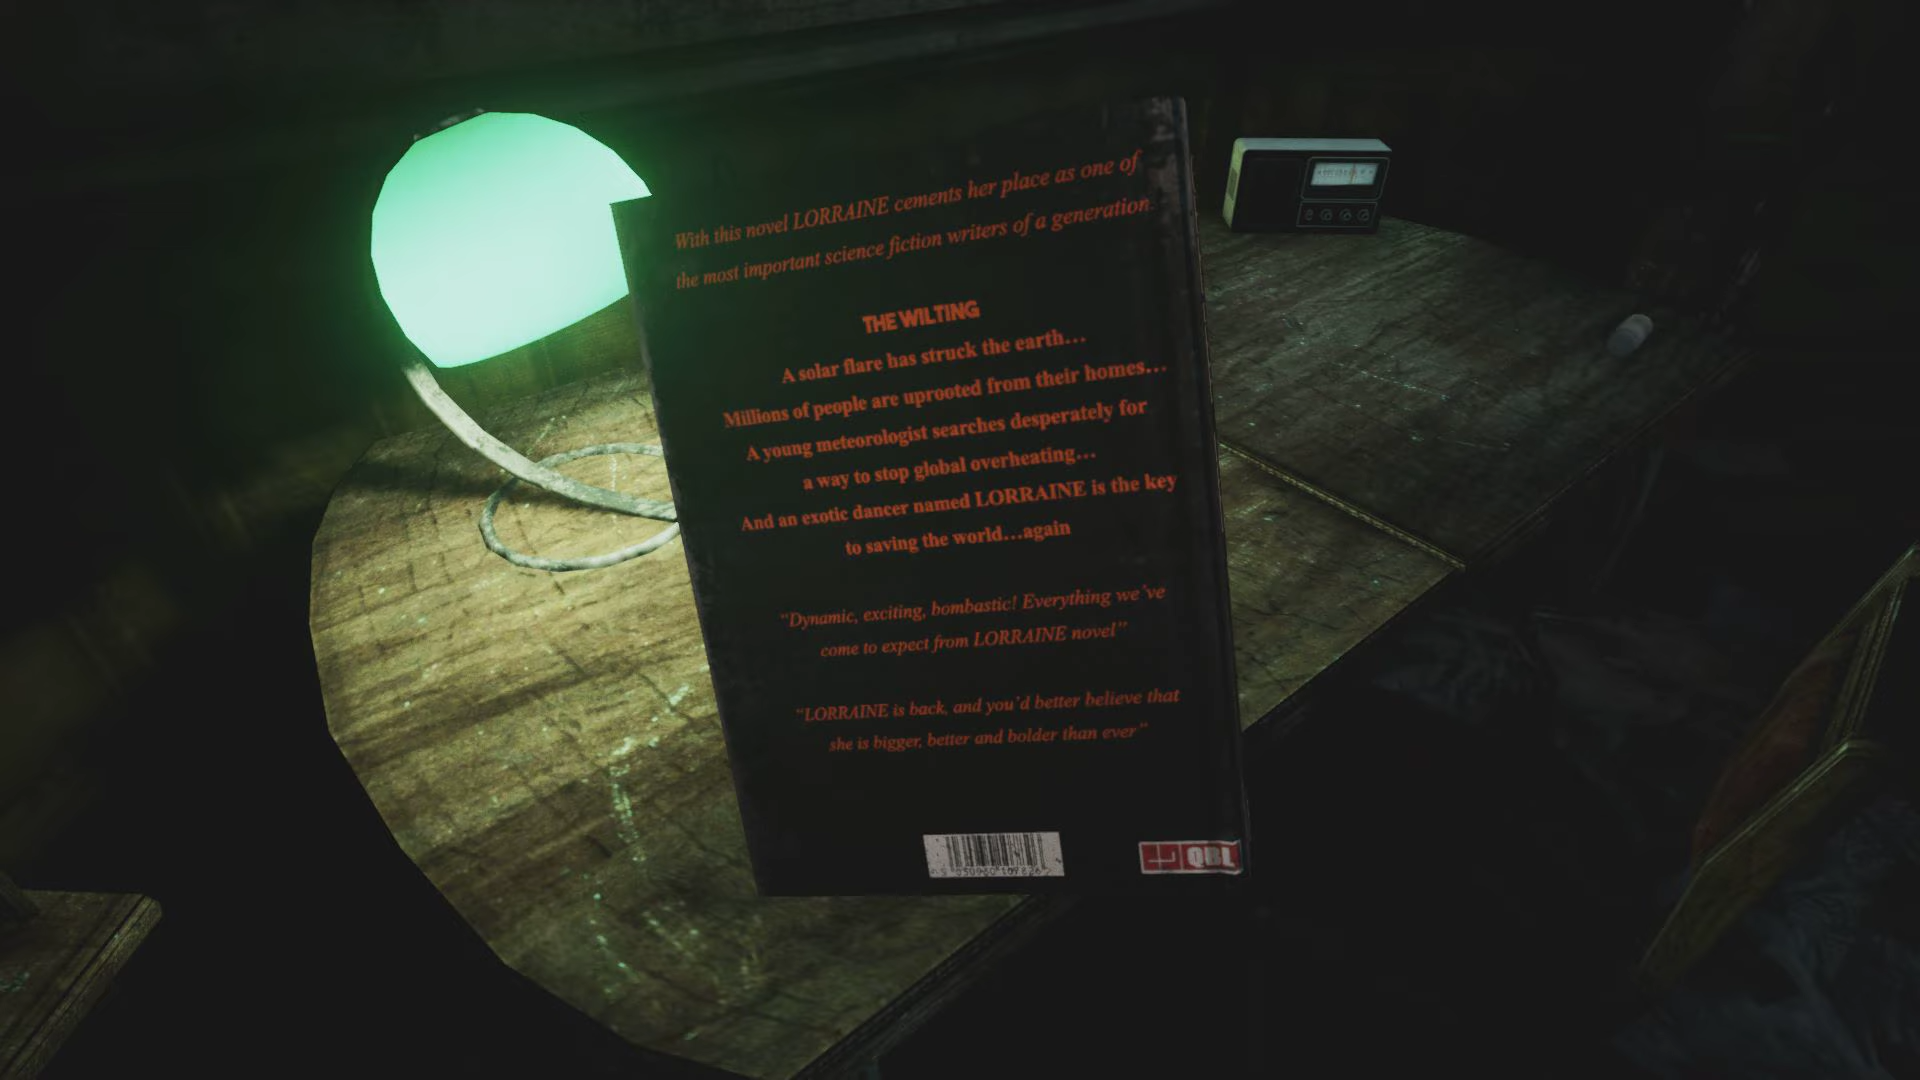 With this novel LORRAINE cements her place as one of
the most important science fiction writers of a generation.
THE WILTING
A solar flare has struck the earth...
Millions of people are uprooted from their homes...
A young meteorologist searches desperately for
a way to stop global overheating...
And an exotic dancer named LORRAINE is the key
to saving the world...again
"Dynamic, exciting, bombastic! Everything we've
come to expect from LORRAINE novel"
"LORRAINE is back, and you'd better believe that
she is bigger, better and bolder than ever"
QBL